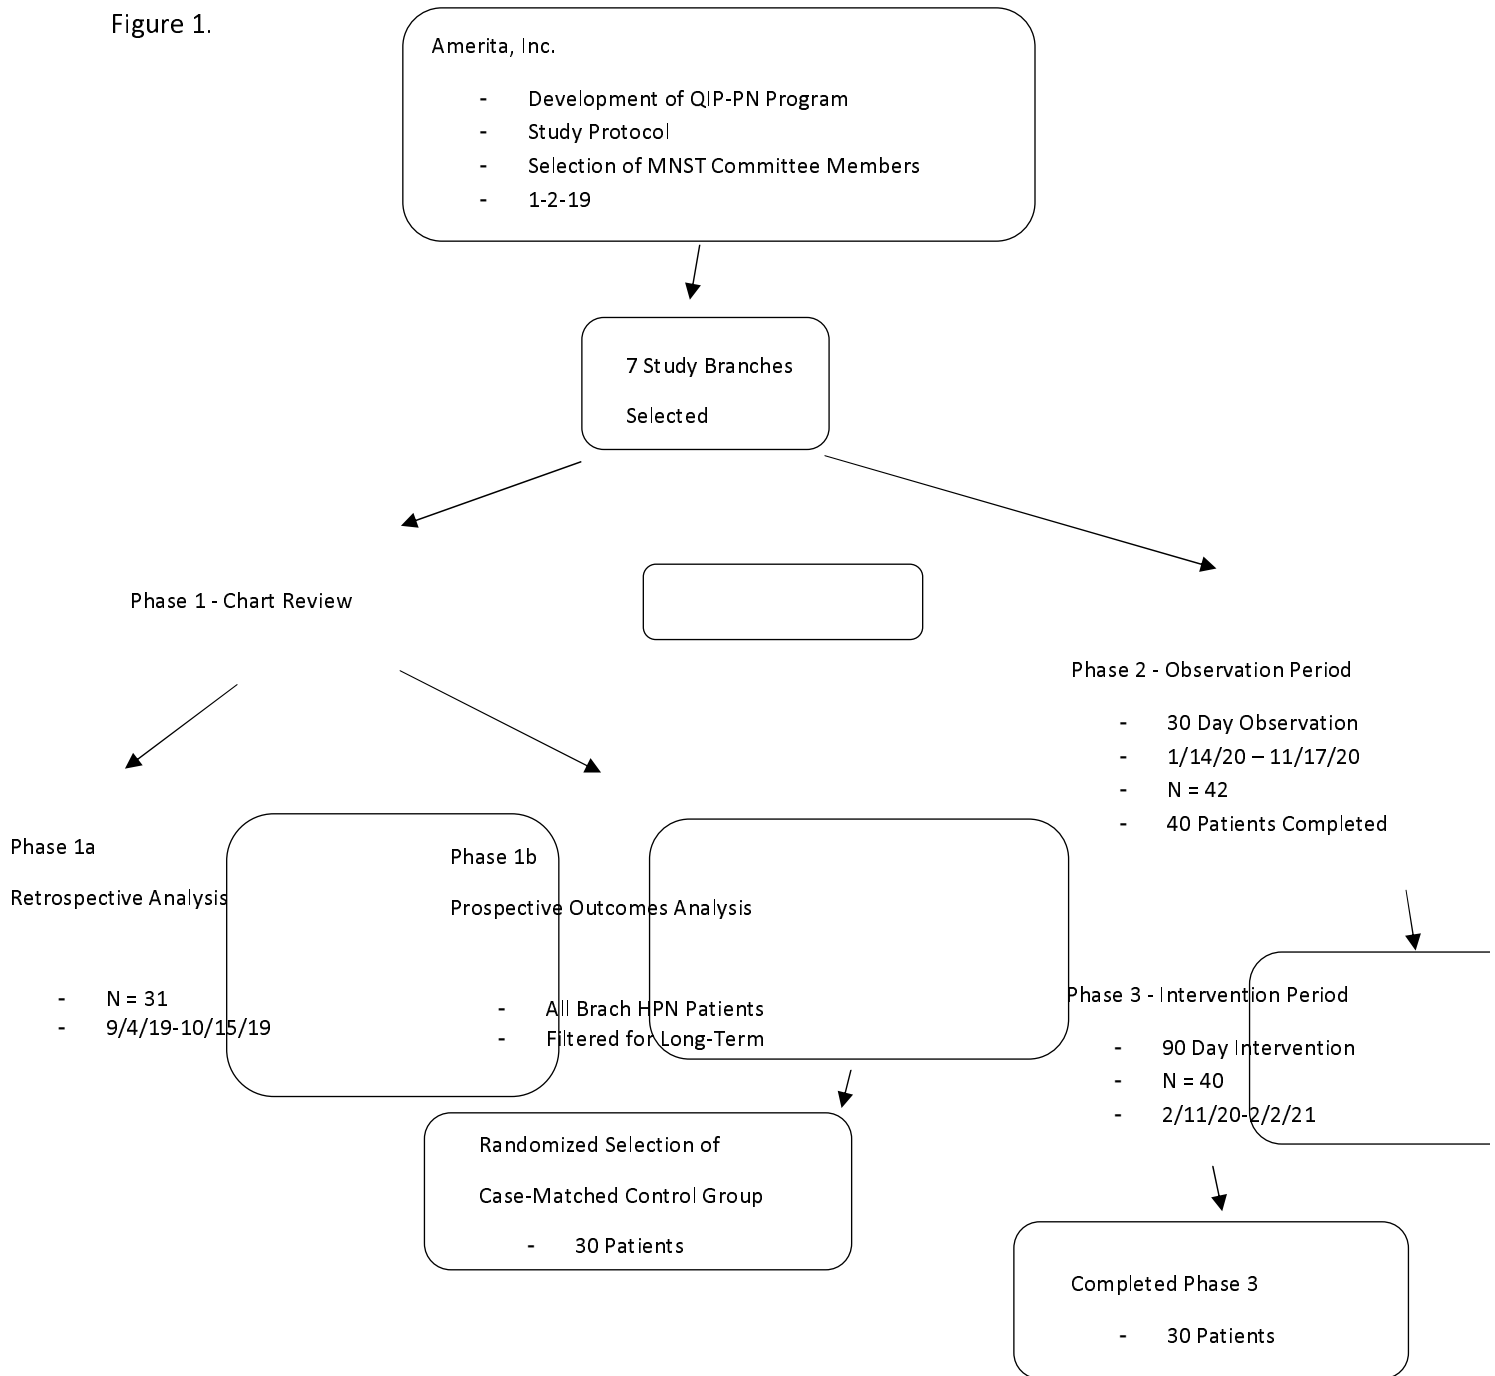 Figure 1.
Amerita, Inc.
- Development of QIP-PN Program
- Study Protocol
- Selection of MNST Committee Members
- 1-2-19
7 Study Branches
Selected
Phase 1 - Chart Review
Phase 2 - Observation Period
- 30 Day Observation
- 1/14/20 – 11/17/20
- N = 42
- 40 Patients Completed
Phase 1a
Retrospective Analysis
- N = 31
- 9/4/19-10/15/19
Phase 1b
Prospective Outcomes Analysis
- All Brach HPN Patients
- Filtered for Long-Term
Phase 3 - Intervention Period
- 90 Day Intervention
- N = 40
- 2/11/20-2/2/21
Randomized Selection of
Case-Matched Control Group
- 30 Patients
Completed Phase 3
- 30 Patients